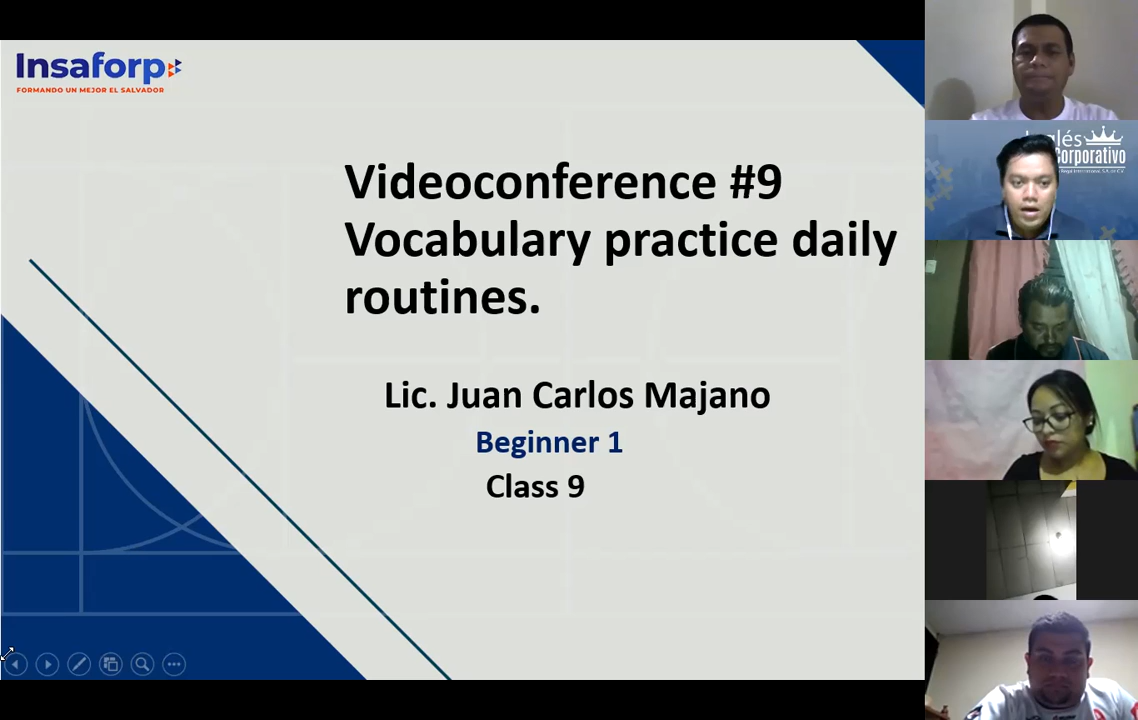 Insaforp
FORMANDO UN MEJOR EL SALVADOR
Videoconference #9
Vocabulary practice daily
routines.
Lic. Juan Carlos Majano
Beginner 1
Class 9
Inglés
Corporativo